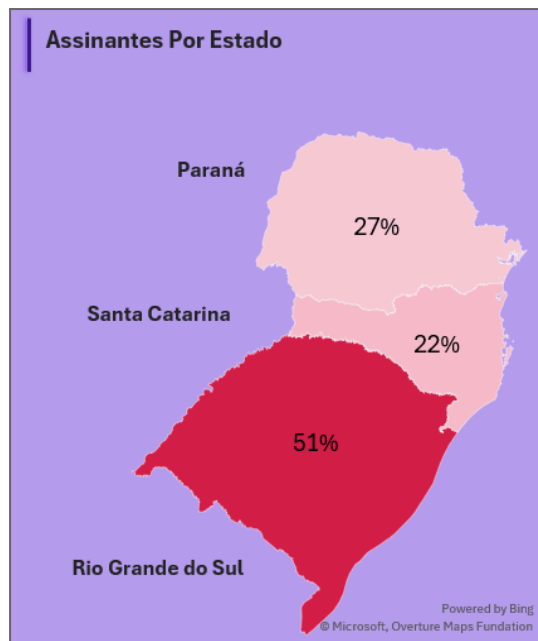 Assinantes Por Estado
Paraná
27%
Santa Catarina
22%
51%
Rio Grande do Sul
Powered by Bing
© Microsoft, Overture Maps Fundation